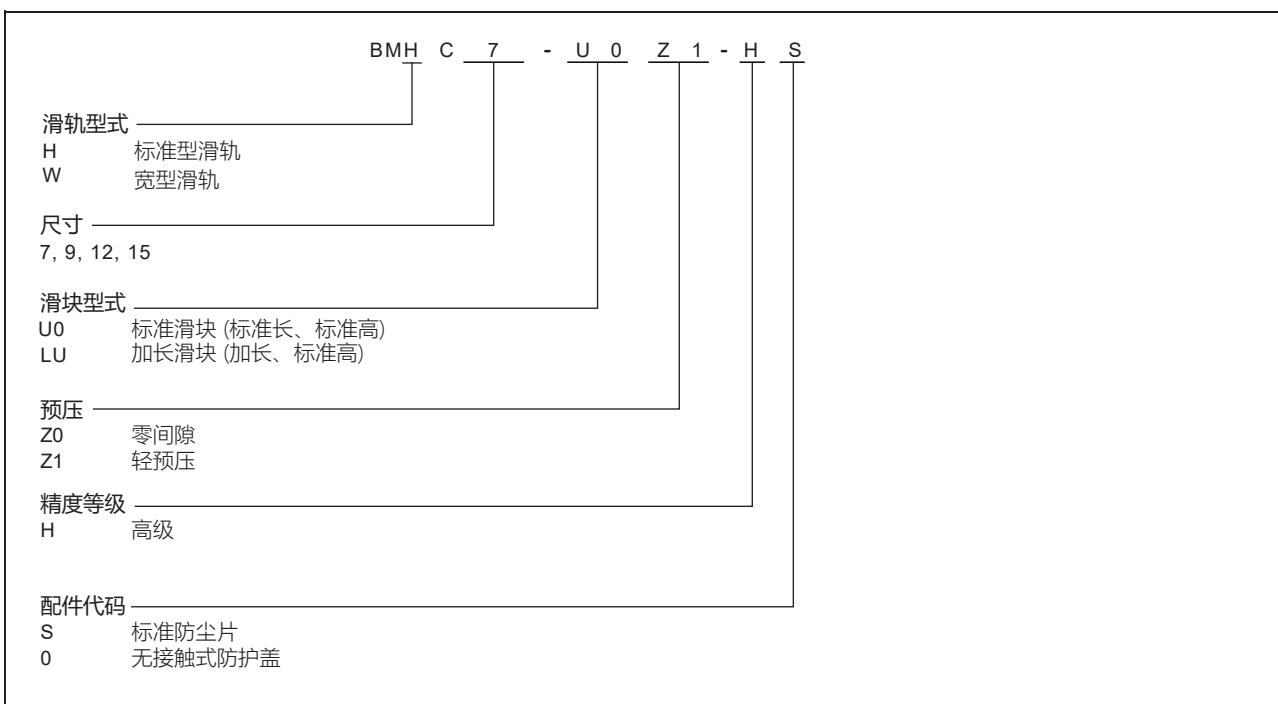 BMH C 7 - U 0 Z 1 - H S
滑轨型式
H 标准型滑轨
W 宽型滑轨
尺寸
7, 9, 12, 15
滑块型式
U0 标准滑块 (标准长、标准高)
LU 加长滑块 (加长、标准高)
预压
Z0 零间隙
Z1 轻预压
精度等级
H 高级
配件代码
S 标准防尘片
0 无接触式防护盖